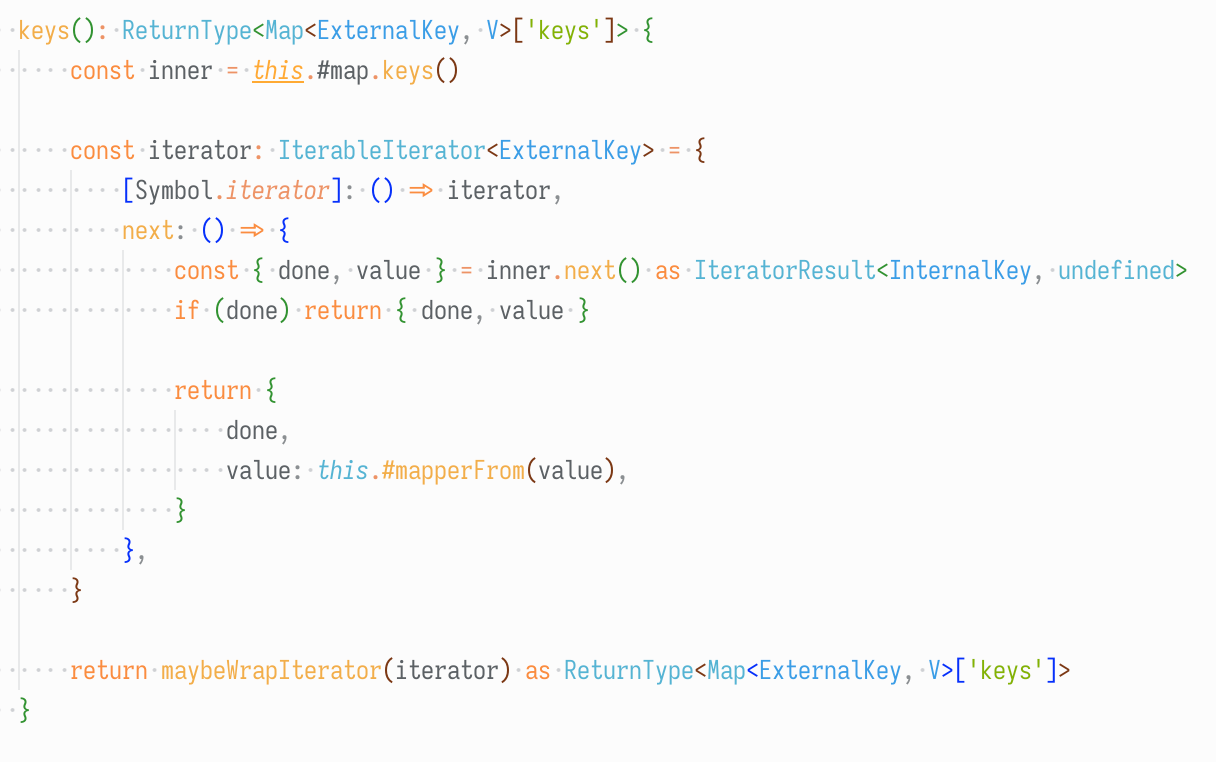 keys(): ReturnType<Map<ExternalKey, V>['keys']> {
const inner = this.#map.keys()
const iterator: IterableIterator<ExternalKey> = {
[Symbol.iterator]: () => iterator,
next: () => {
const { done, value } = inner.next() as IteratorResult<InternalKey, undefined>
if (done) return { done, value }
return {
done,
value: this.#mapperFrom(value),
}
},
}
return maybeWrapIterator(iterator) as ReturnType<Map<ExternalKey, V>['keys']>
}